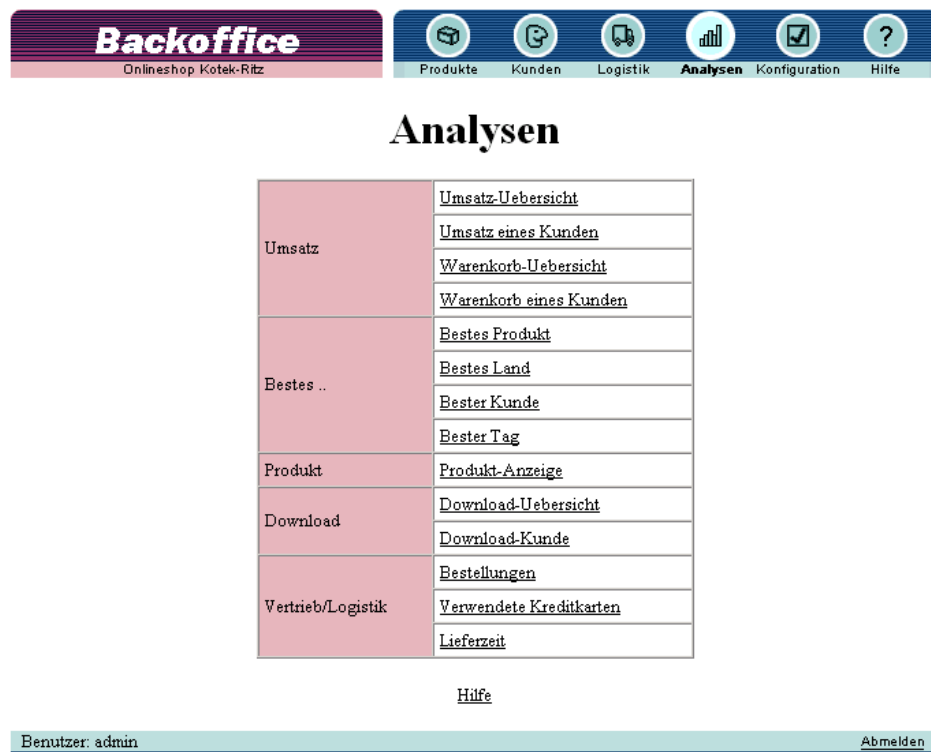 Backoffice
Onlineshop Kotek-Ritz
Produkte Kunden Logistik Analysen Konfiguration ? Hilfe
Analysen
Umsatz
Umsatz-Uebersicht
Umsatz eines Kunden
Warenkorb-Uebersicht
Warenkorb eines Kunden
Bestes ..
Bestes Produkt
Bestes Land
Bester Kunde
Bester Tag
Produkt
Produkt-Anzeige
Download
Download-Uebersicht
Download-Kunde
Vertrieb/Logistik
Bestellungen
Verwendete Kreditkarten
Lieferzeit
Hilfe
Benutzer: admin Abmelden